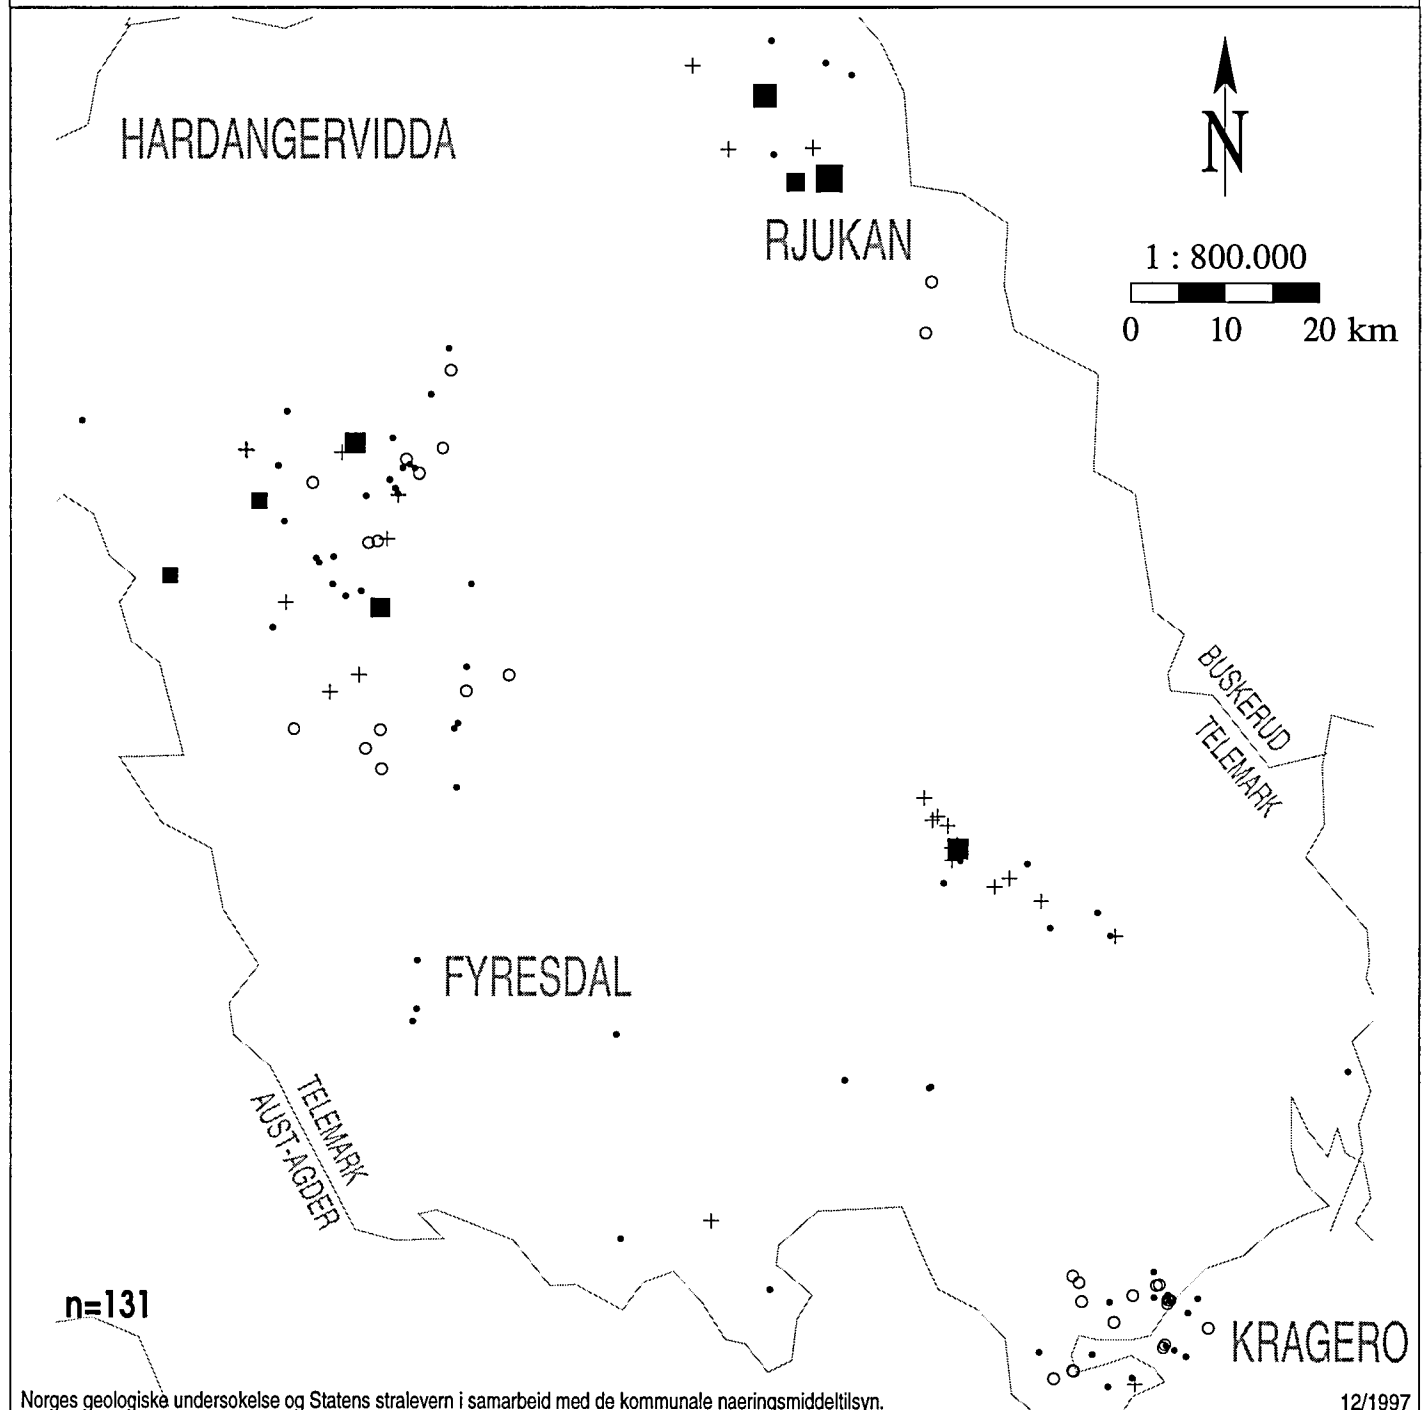 HARDANGERVIDDA
N
RJUKAN
1 : 800.000
0 10 20 km
BUSKERUD
TELEMARK
FYRESDAL
TELEMARK
AUST-AGDER
n=131
KRAGERO
Norges geologiske undersokelse og Statens stralevern i samarbeid med de kommunale naeringsmiddeltilsyn.
12/1997